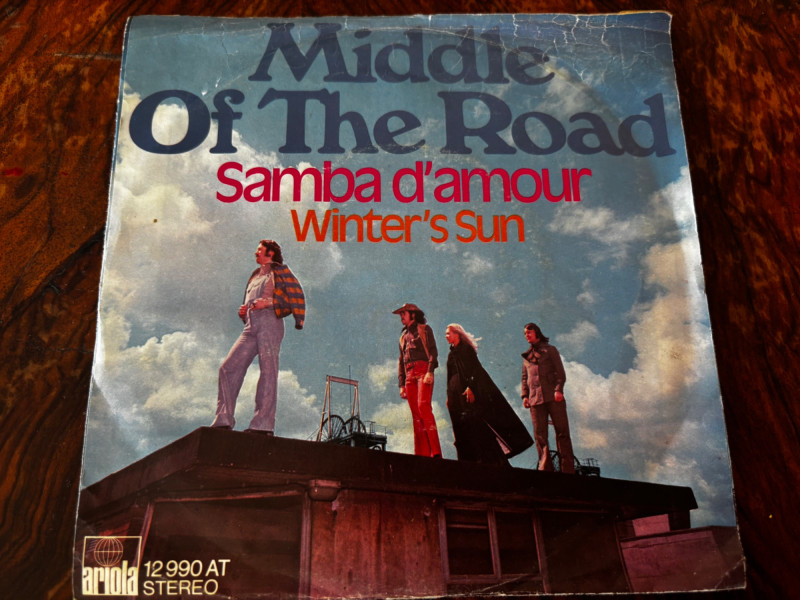 Middle
Of The Road
Samba d'amour
Winter's Sun
ariola
12 990 AT
STEREO